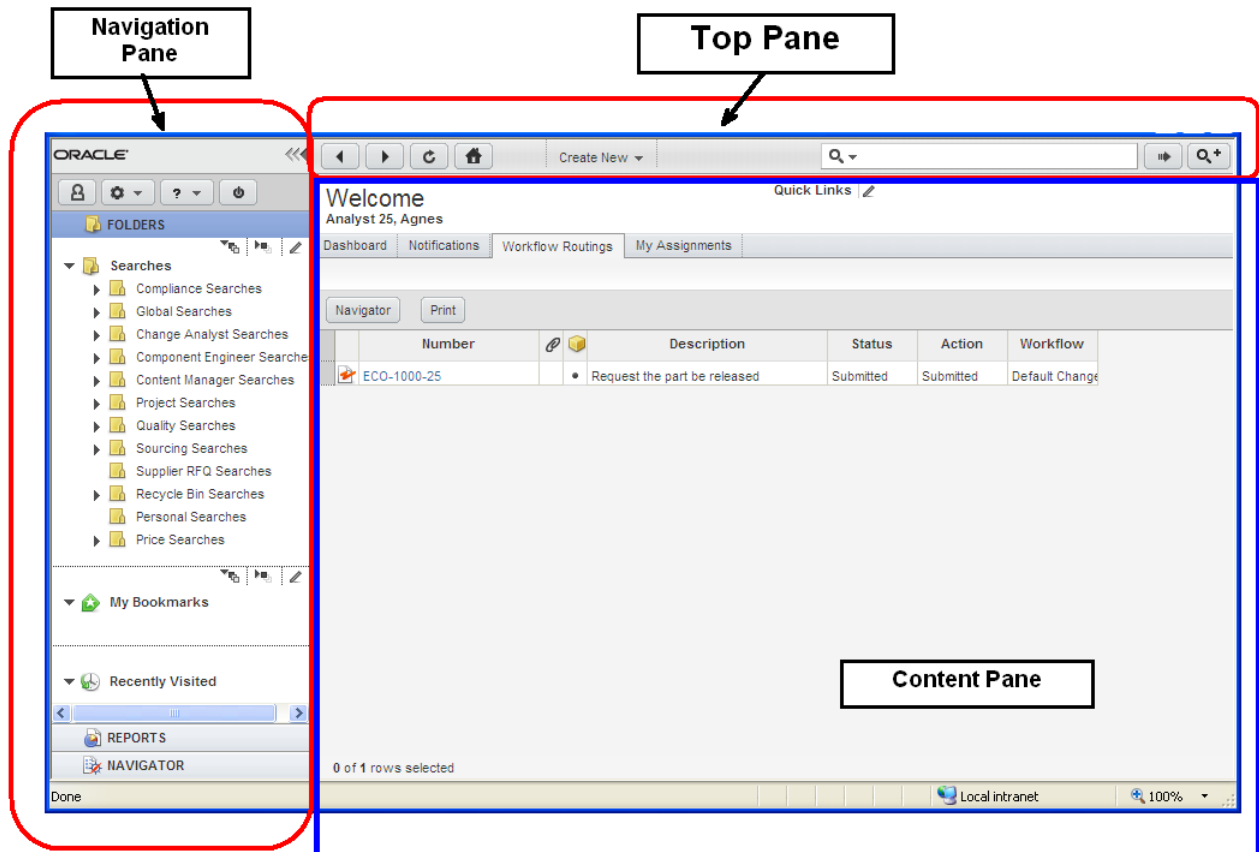 Navigation
Pane
Top Pane
ORACLE
Create New
?
FOLDERS
Searches
Compliance Searches
Global Searches
Change Analyst Searches
Component Engineer Searche
Content Manager Searches
Project Searches
Quality Searches
Sourcing Searches
Supplier RFQ Searches
Recycle Bin Searches
Personal Searches
Price Searches
My Bookmarks
Recently Visited
REPORTS
NAVIGATOR
Welcome
Quick Links
Analyst 25, Agnes
Dashboard Notifications Workflow Routings My Assignments
Navigator Print
Number Description Status Action Workflow
ECO-1000-25 Request the part be released Submitted Submitted Default Change
Content Pane
0 of 1 rows selected
Done Local intranet 100%